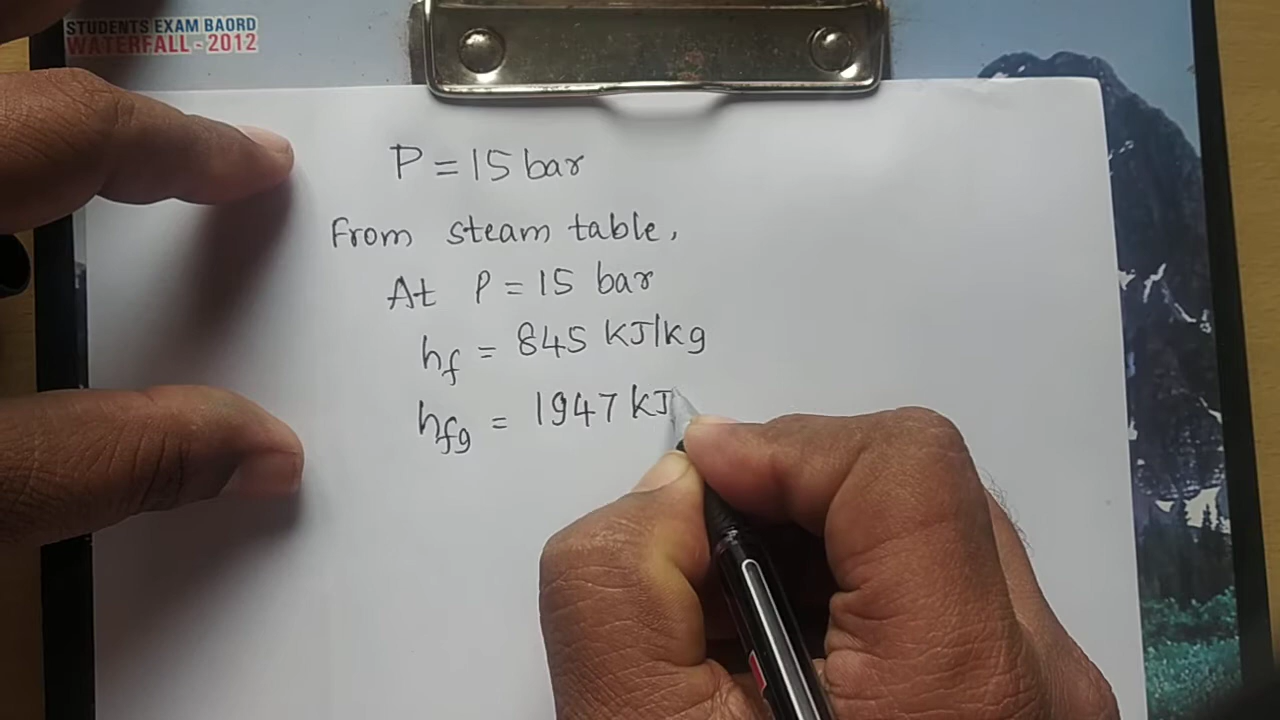 STUDENTS EXAM BAORD
WATERFALL - 2012
P = 15 bar
From steam table,
At P = 15 bar
hf = 845 KJ/Kg
hfg = 1947 KJ